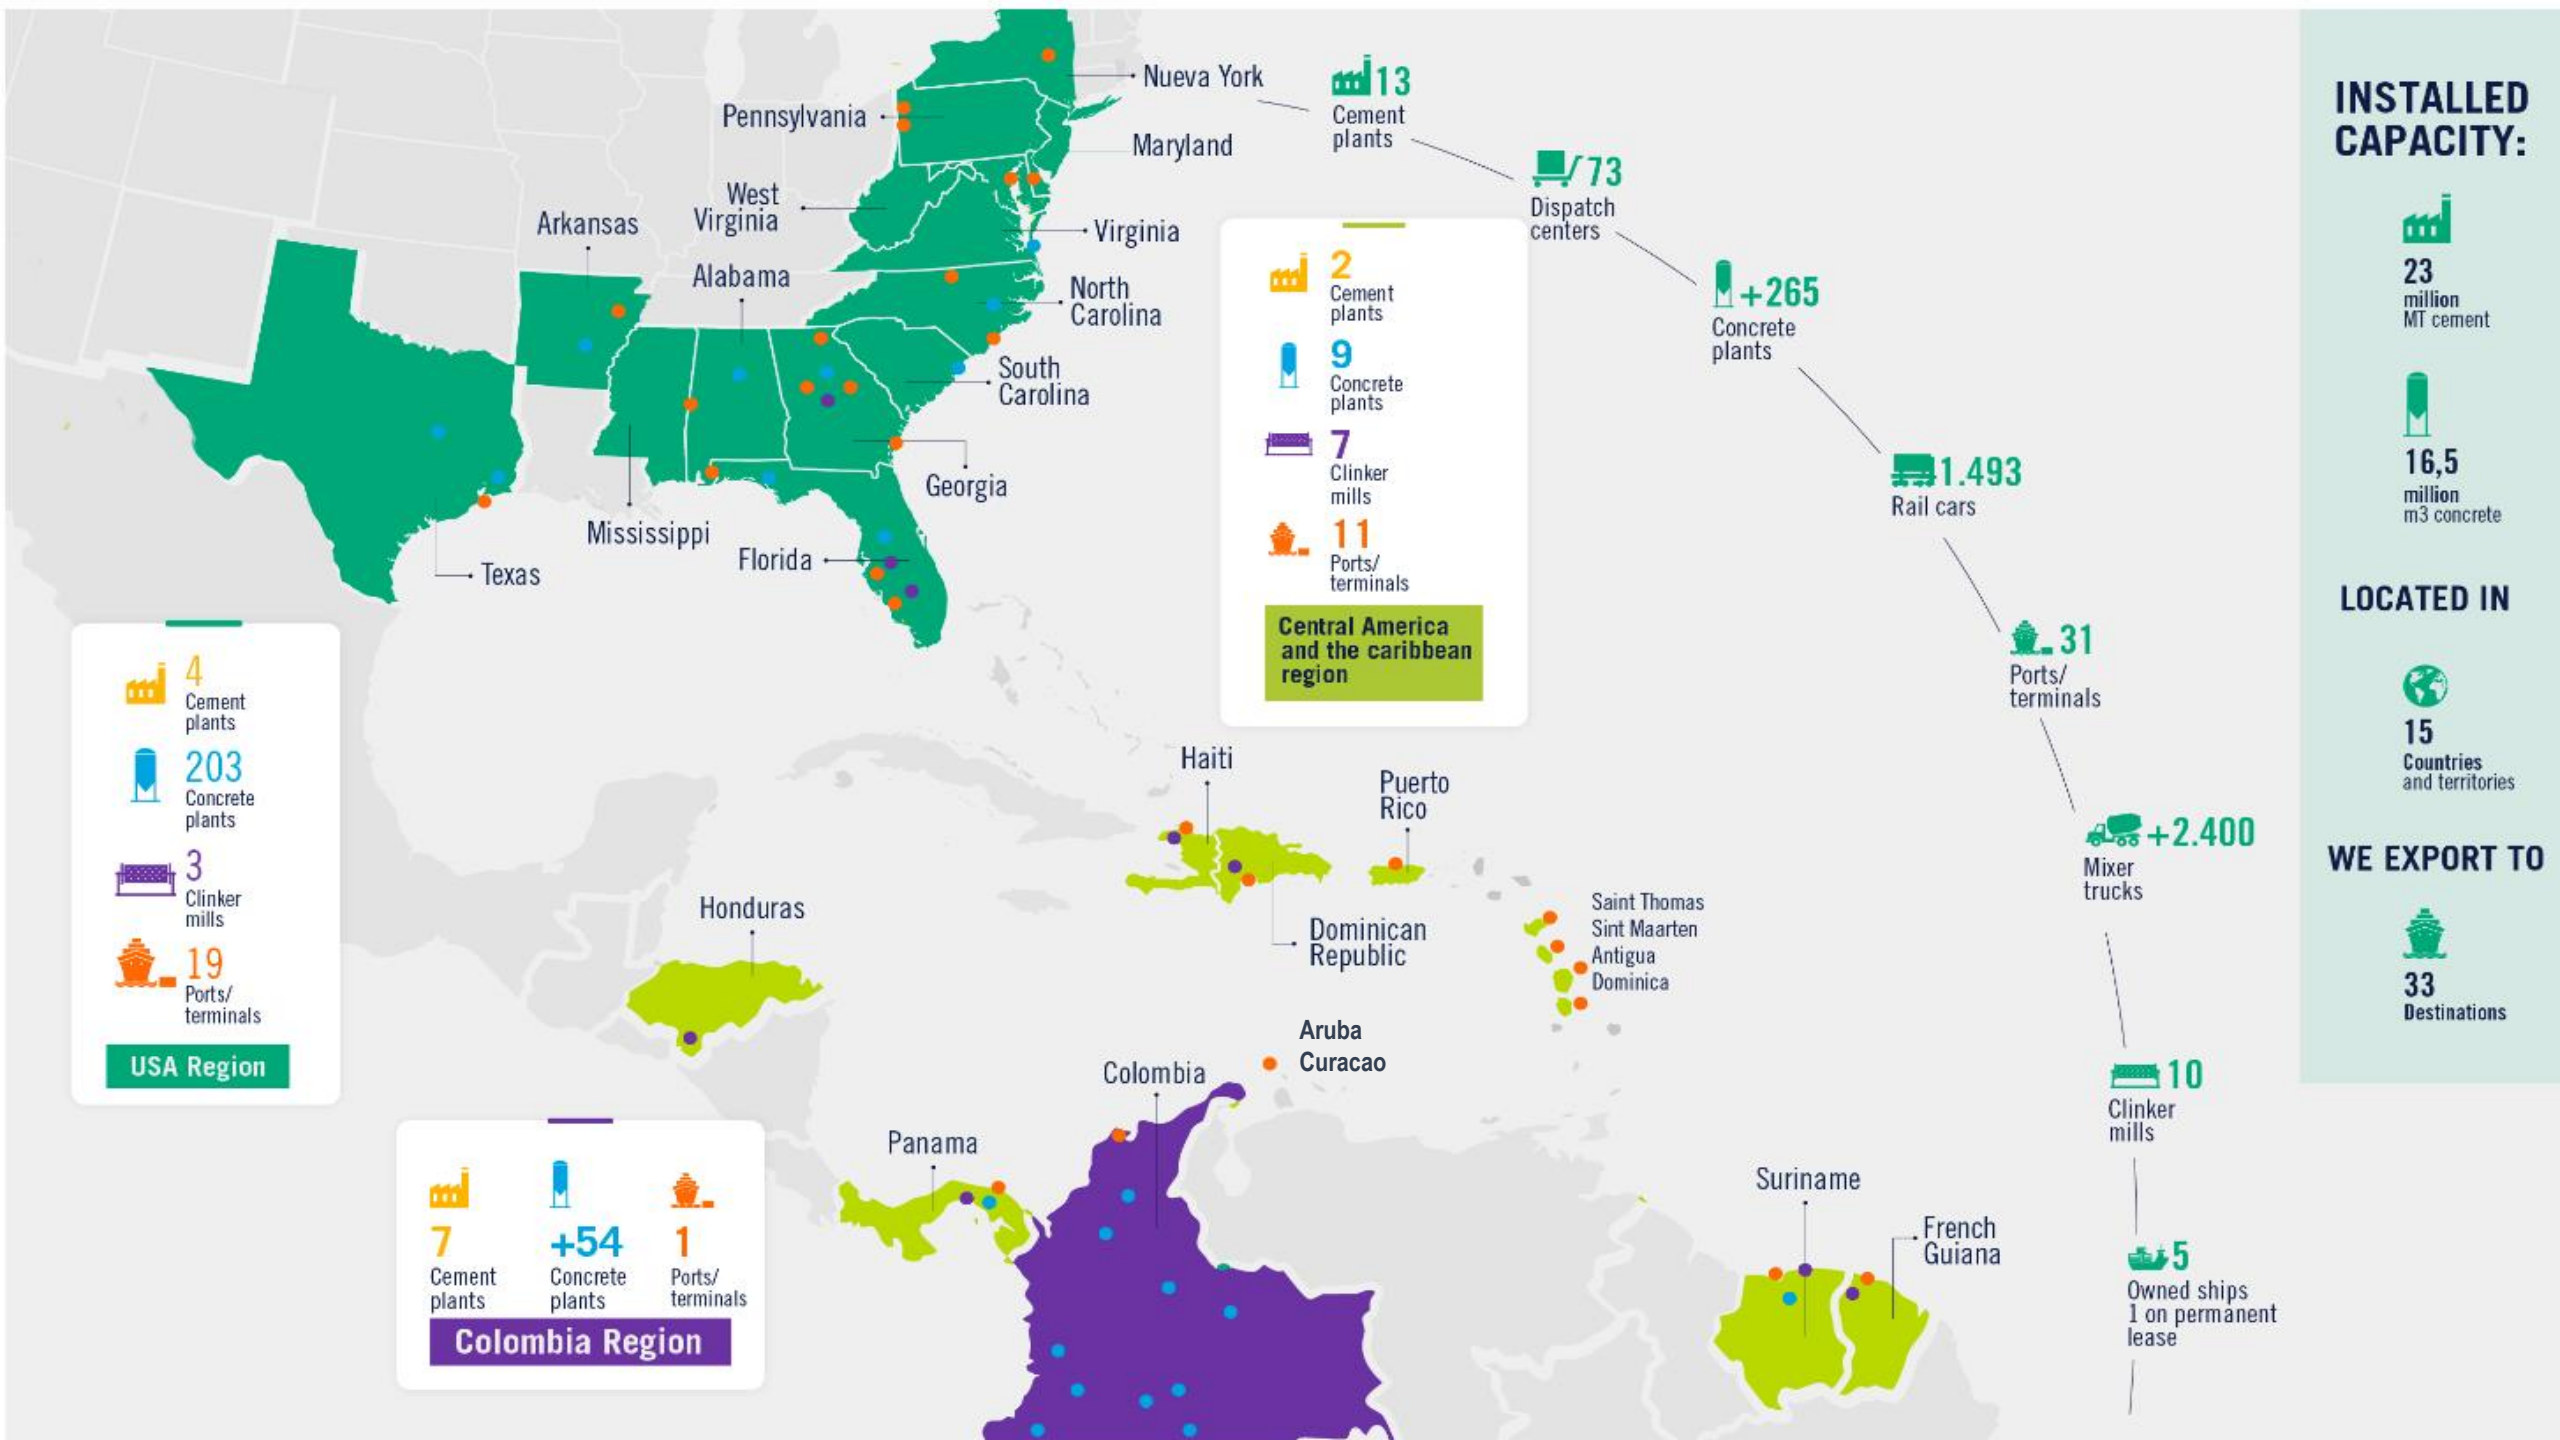 Nueva York
Pennsylvania
Maryland
West
Virginia
Arkansas
Virginia
Alabama
North
Carolina
South
Carolina
Georgia
Mississippi
Florida
Texas
13
Cement
plants
73
Dispatch
centers
+265
Concrete
plants
1.493
Rail cars
31
Ports/
terminals
+2.400
Mixer
trucks
10
Clinker
mills
5
Owned ships
1 on permanent
lease
2
Cement
plants
9
Concrete
plants
7
Clinker
mills
11
Ports/
terminals
Central America
and the caribbean
region
4
Cement
plants
203
Concrete
plants
3
Clinker
mills
19
Ports/
terminals
USA Region
Haiti
Puerto
Rico
Dominican
Republic
Honduras
Saint Thomas
Sint Maarten
Antigua
Dominica
Aruba
Curacao
Colombia
Panama
Suriname
French
Guiana
7
Cement
plants
+54
Concrete
plants
1
Ports/
terminals
Colombia Region
INSTALLED
CAPACITY:
23
million
MT cement
16,5
million
m3 concrete
LOCATED IN
15
Countries
and territories
WE EXPORT TO
33
Destinations